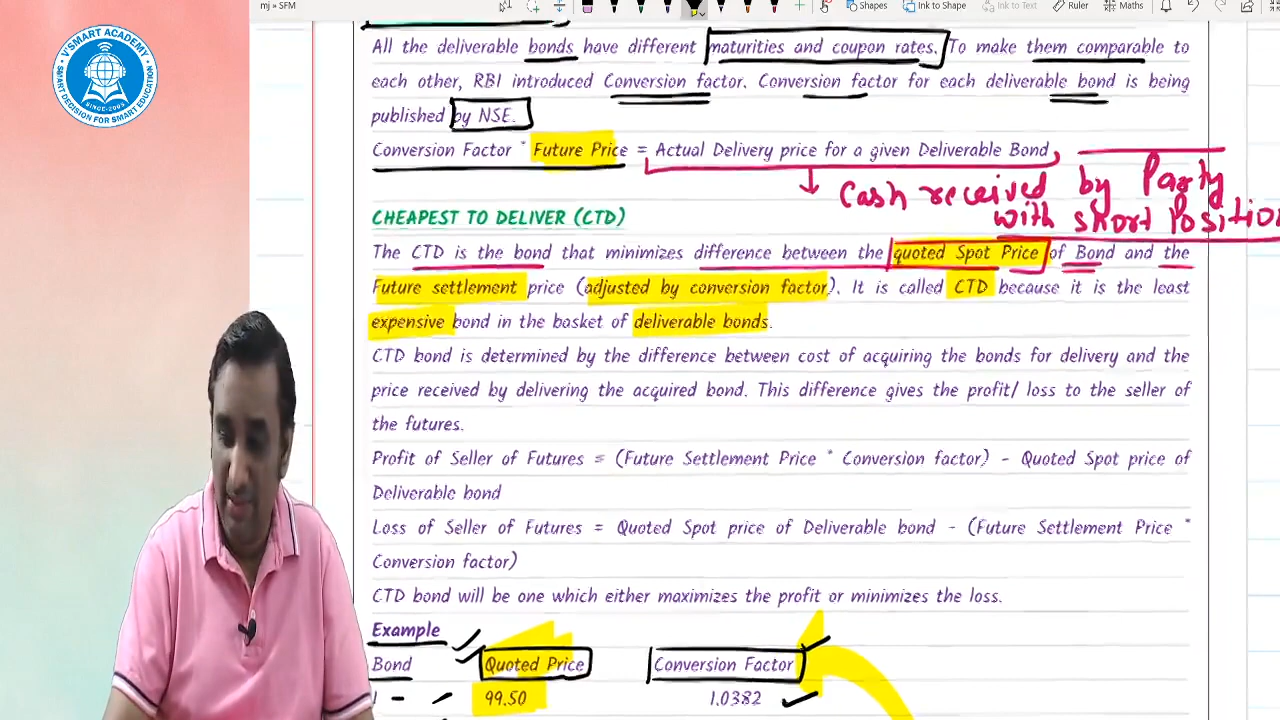 mj » SFM
Shapes
Ink to Shape
Ink to Text
Ruler
Maths
V'SMART ACADEMY
SINCE-2005
SMART DECISION FOR SMART EDUCATION
All the deliverable bonds have different maturities and coupon rates. To make them comparable to
each other, RBI introduced Conversion factor. Conversion factor for each deliverable bond is being
published by NSE.
Conversion Factor * Future Price = Actual Delivery price for a given Deliverable Bond
Cash received by Party
with short Position
CHEAPEST TO DELIVER (CTD)
The CTD is the bond that minimizes difference between the quoted Spot Price of Bond and the
Future settlement price (adjusted by conversion factor). It is called CTD because it is the least
expensive bond in the basket of deliverable bonds.
CTD bond is determined by the difference between cost of acquiring the bonds for delivery and the
price received by delivering the acquired bond. This difference gives the profit/ loss to the seller of
the futures.
Profit of Seller of Futures = (Future Settlement Price * Conversion factor) - Quoted Spot price of
Deliverable bond
Loss of Seller of Futures = Quoted Spot price of Deliverable bond - (Future Settlement Price *
Conversion factor)
CTD bond will be one which either maximizes the profit or minimizes the loss.
Example
Bond Quoted Price Conversion Factor
1 99.50 1.0382